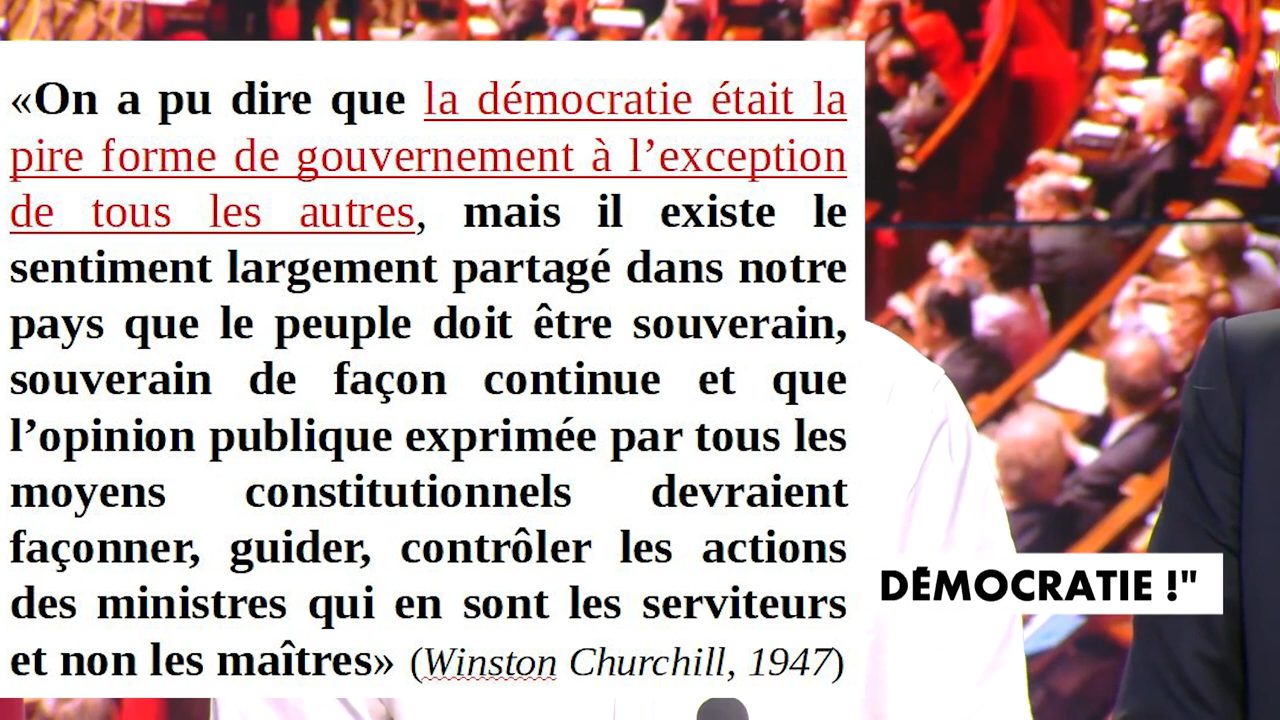 «On a pu dire que la démocratie était la
pire forme de gouvernement à l’exception
de tous les autres, mais il existe le
sentiment largement partagé dans notre
pays que le peuple doit être souverain,
souverain de façon continue et que
l’opinion publique exprimée par tous les
moyens constitutionnels devraient
façonner, guider, contrôler les actions
des ministres qui en sont les serviteurs
et non les maîtres» (Winston Churchill, 1947)
DÉMOCRATIE !"